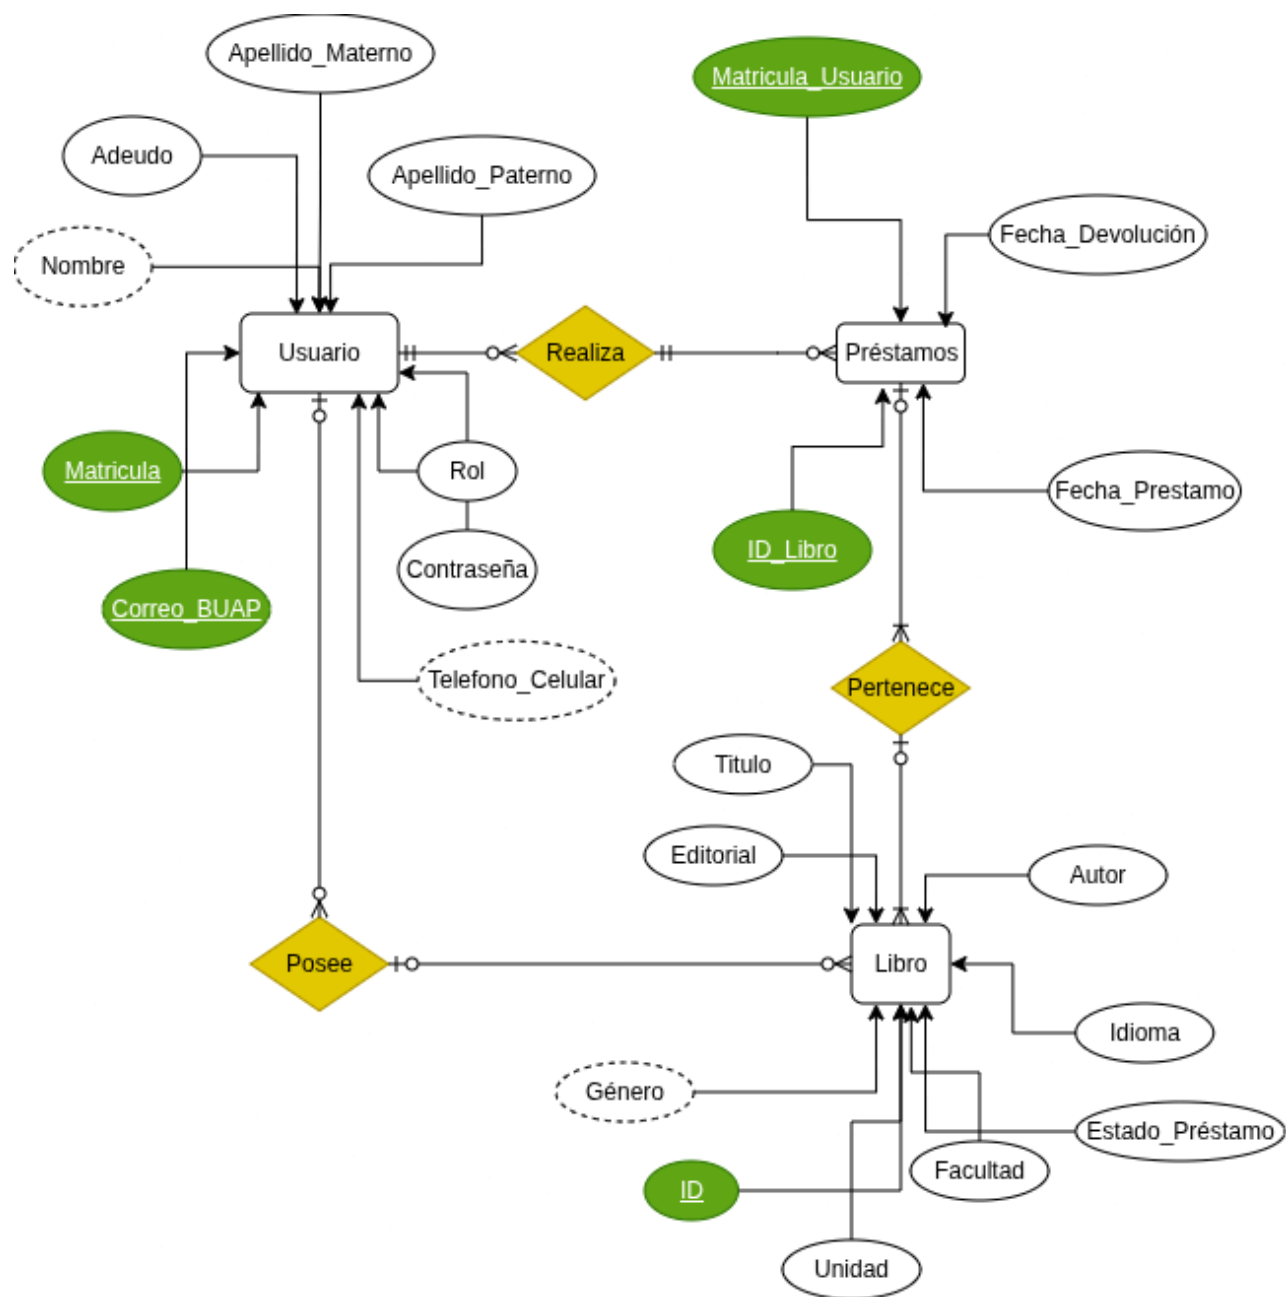 Apellido_Materno
Matricula_Usuario
Adeudo
Apellido_Paterno
Fecha_Devolución
Nombre
Usuario
Realiza
Préstamos
Matricula
Rol
Fecha_Prestamo
ID_Libro
Contraseña
Correo_BUAP
Telefono_Celular
Pertenece
Titulo
Editorial
Autor
Posee
Libro
Idioma
Género
Estado_Préstamo
Facultad
ID
Unidad